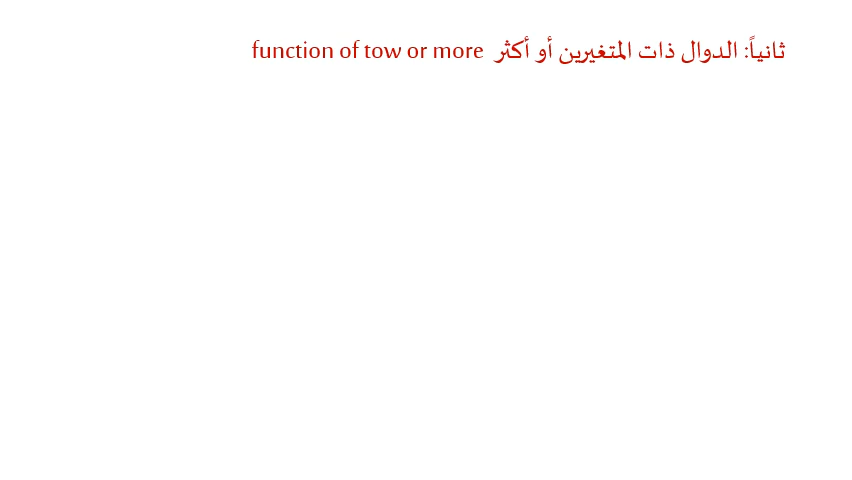 ثانياً: الدوال ذات المتغيرين أو أكثر function of tow or more